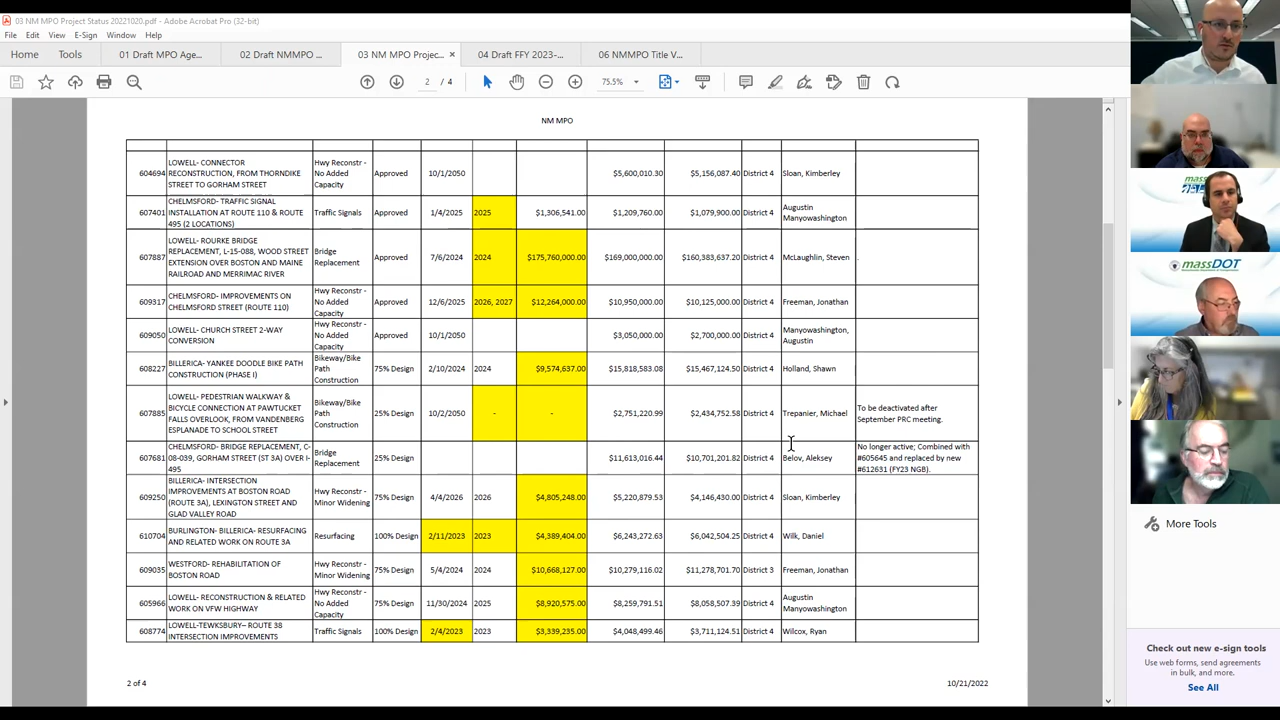 03 NM MPO Project Status 20221020.pdf - Adobe Acrobat Pro (32-bit)
File Edit View E-Sign Window Help
Home Tools 01 Draft MPO Age... 02 Draft NMMPO ... 03 NM MPO Projec... × 04 Draft FFY 2023-... 06 NMMPO Title V...
2 / 4 75.5%
NM MPO
604694 LOWELL- CONNECTOR RECONSTRUCTION, FROM THORNDIKE STREET TO GORHAM STREET Hwy Reconstr - No Added Capacity Approved 10/1/2050 $5,600,010.30 $5,156,087.40 District 4 Sloan, Kimberley
607401 CHELMSFORD- TRAFFIC SIGNAL INSTALLATION AT ROUTE 110 & ROUTE 495 (2 LOCATIONS) Traffic Signals Approved 1/4/2025 2025 $1,306,541.00 $1,209,760.00 $1,079,900.00 District 4 Augustin Manyowashington
607887 LOWELL- ROURKE BRIDGE REPLACEMENT, L-15-088, WOOD STREET EXTENSION OVER BOSTON AND MAINE RAILROAD AND MERRIMAC RIVER Bridge Replacement Approved 7/6/2024 2024 $175,760,000.00 $169,000,000.00 $160,383,637.20 District 4 McLaughlin, Steven .
609317 CHELMSFORD- IMPROVEMENTS ON CHELMSFORD STREET (ROUTE 110) Hwy Reconstr - No Added Capacity Approved 12/6/2025 2026, 2027 $12,264,000.00 $10,950,000.00 $10,125,000.00 District 4 Freeman, Jonathan
609050 LOWELL- CHURCH STREET 2-WAY CONVERSION Hwy Reconstr - No Added Capacity Approved 10/1/2050 $3,050,000.00 $2,700,000.00 District 4 Manyowashington, Augustin
608227 BILLERICA- YANKEE DOODLE BIKE PATH CONSTRUCTION (PHASE I) Bikeway/Bike Path Construction 75% Design 2/10/2024 2024 $9,574,637.00 $15,818,583.08 $15,467,124.50 District 4 Holland, Shawn
607885 LOWELL- PEDESTRIAN WALKWAY & BICYCLE CONNECTION AT PAWTUCKET FALLS OVERLOOK, FROM VANDENBERG ESPLANADE TO SCHOOL STREET Bikeway/Bike Path Construction 25% Design 10/2/2050 - - $2,751,220.99 $2,434,752.58 District 4 Trepanier, Michael To be deactivated after September PRC meeting.
607681 CHELMSFORD- BRIDGE REPLACEMENT, C-08-039, GORHAM STREET (ST 3A) OVER I-495 Bridge Replacement 25% Design $11,613,016.44 $10,701,201.82 District 4 Belov, Aleksey No longer active; Combined with #605645 and replaced by new #612631 (FY23 NGB).
609250 BILLERICA- INTERSECTION IMPROVEMENTS AT BOSTON ROAD (ROUTE 3A), LEXINGTON STREET AND GLAD VALLEY ROAD Hwy Reconstr - Minor Widening 75% Design 4/4/2026 2026 $4,805,248.00 $5,220,879.53 $4,146,430.00 District 4 Sloan, Kimberley
610704 BURLINGTON- BILLERICA- RESURFACING AND RELATED WORK ON ROUTE 3A Resurfacing 100% Design 2/11/2023 2023 $4,389,404.00 $6,243,272.63 $6,042,504.25 District 4 Wilk, Daniel
609035 WESTFORD- REHABILITATION OF BOSTON ROAD Hwy Reconstr - Minor Widening 75% Design 5/4/2024 2024 $10,668,127.00 $10,279,116.02 $11,278,701.70 District 3 Freeman, Jonathan
605966 LOWELL- RECONSTRUCTION & RELATED WORK ON VFW HIGHWAY Hwy Reconstr - No Added Capacity 75% Design 11/30/2024 2025 $8,920,575.00 $8,259,791.51 $8,058,507.39 District 4 Augustin Manyowashington
608774 LOWELL-TEWKSBURY– ROUTE 38 INTERSECTION IMPROVEMENTS Traffic Signals 100% Design 2/4/2023 2023 $3,339,235.00 $4,048,499.46 $3,711,124.51 District 4 Wilcox, Ryan
2 of 4 10/21/2022
massDOT
More Tools
Check out new e-sign tools
Use web forms, send agreements
in bulk, and more.
See All